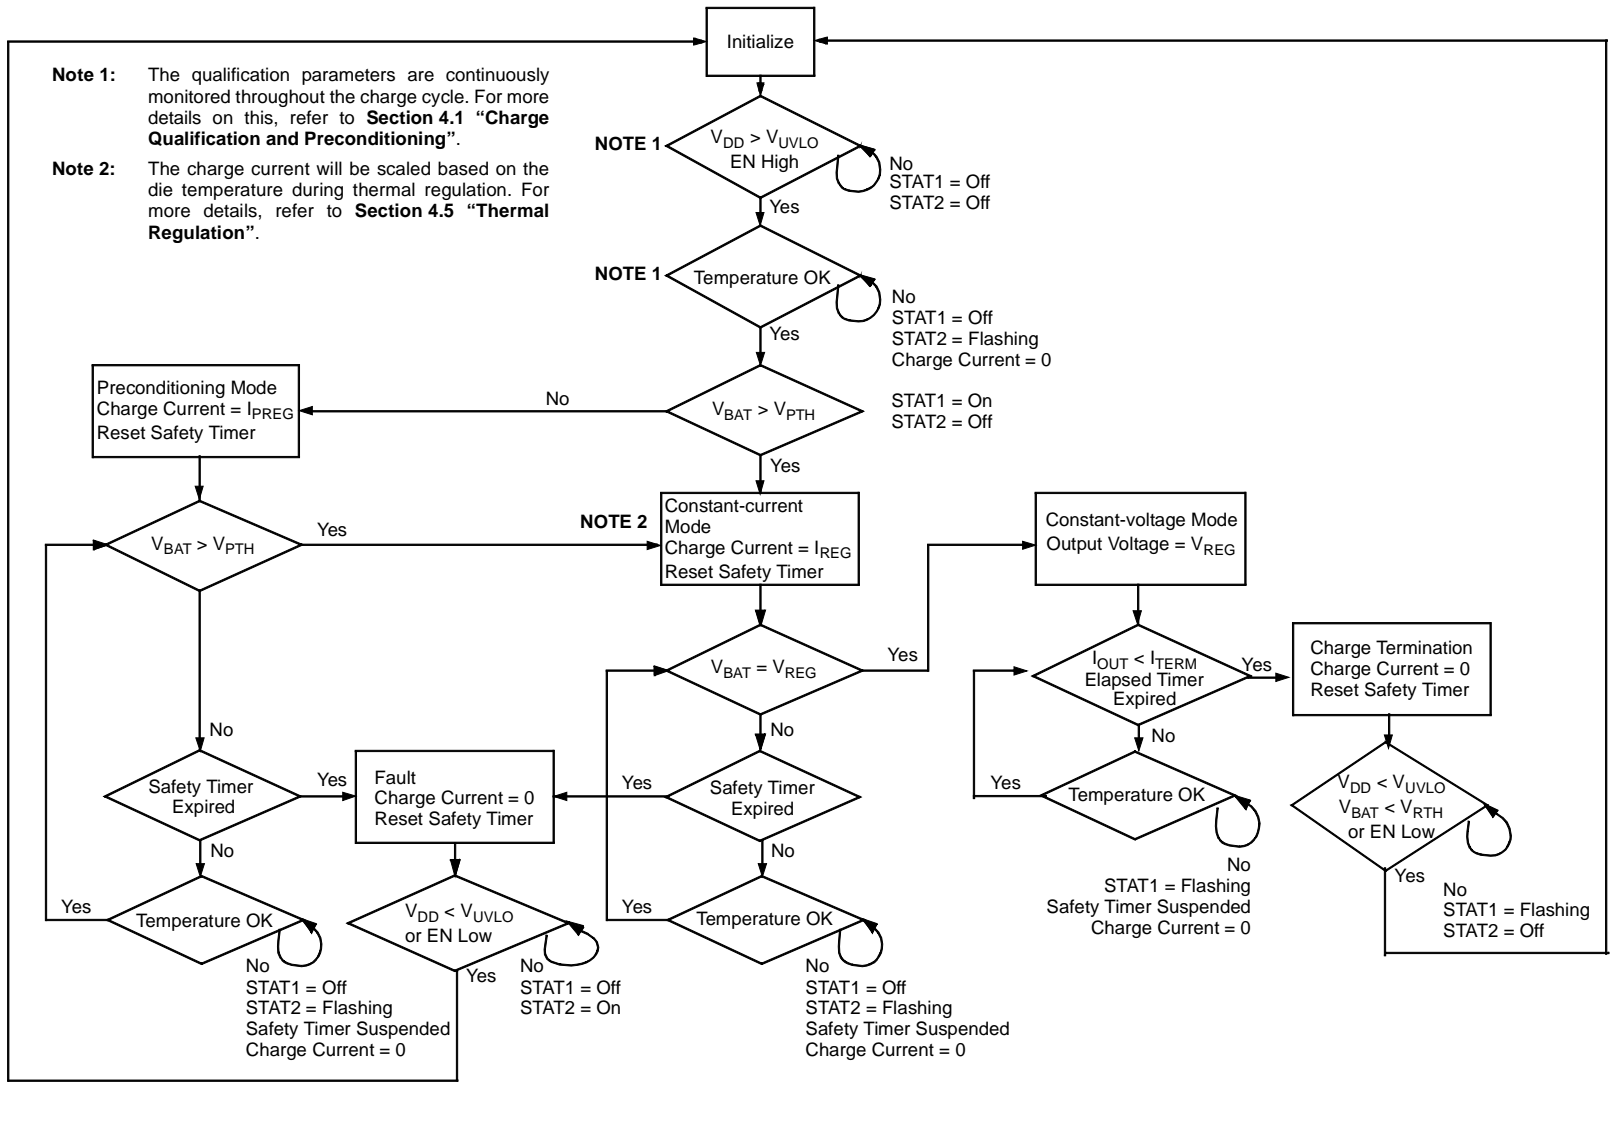 Initialize
Note 1: The qualification parameters are continuously
monitored throughout the charge cycle. For more
details on this, refer to Section 4.1 “Charge
Qualification and Preconditioning”.
Note 2: The charge current will be scaled based on the
die temperature during thermal regulation. For
more details, refer to Section 4.5 “Thermal
Regulation”.
NOTE 1
VDD > VUVLO
EN High
No
STAT1 = Off
STAT2 = Off
Yes
NOTE 1
Temperature OK
No
STAT1 = Off
STAT2 = Flashing
Charge Current = 0
Yes
Preconditioning Mode
Charge Current = IPREG
Reset Safety Timer
No
VBAT > VPTH
STAT1 = On
STAT2 = Off
Yes
VBAT > VPTH
Yes
NOTE 2
Constant-current
Mode
Charge Current = IREG
Reset Safety Timer
Constant-voltage Mode
Output Voltage = VREG
VBAT = VREG
Yes
IOUT < ITERM
Elapsed Timer
Expired
Yes
Charge Termination
Charge Current = 0
Reset Safety Timer
No
No
No
Safety Timer
Expired
Yes
Fault
Charge Current = 0
Reset Safety Timer
Yes
Safety Timer
Expired
Yes
Temperature OK
VDD < VUVLO
VBAT < VRTH
or EN Low
No
No
No
STAT1 = Flashing
Safety Timer Suspended
Charge Current = 0
Yes
No
STAT1 = Flashing
STAT2 = Off
Yes
Temperature OK
VDD < VUVLO
or EN Low
Yes
Temperature OK
No
STAT1 = Off
STAT2 = Flashing
Safety Timer Suspended
Charge Current = 0
Yes
No
STAT1 = Off
STAT2 = On
No
STAT1 = Off
STAT2 = Flashing
Safety Timer Suspended
Charge Current = 0